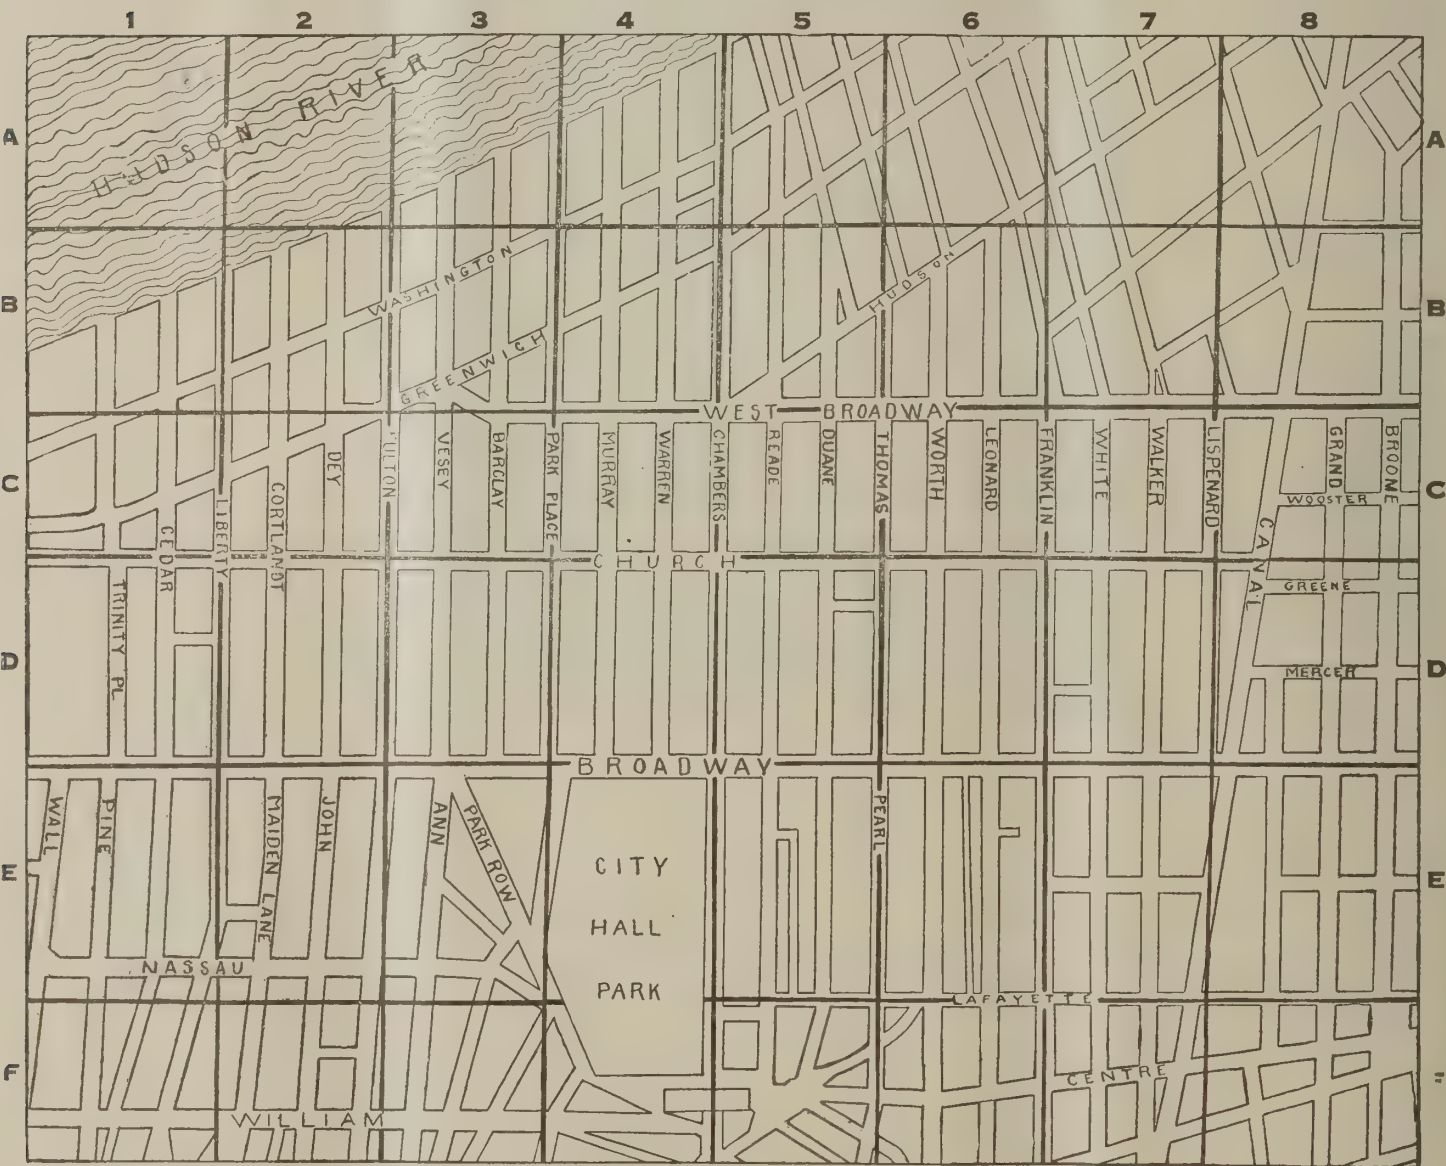 1 2 3 4 5 6 7 8
A A
HUDSON RIVER
B B
WASHINGTON
GREENWICH
HUDSON
WEST BROADWAY
C C
FULTON
VESEY
BARCLAY
PARK PLACE
MURRAY
WARREN
CHAMBERS
READE
DUANE
THOMAS
WORTH
LEONARD
FRANKLIN
WHITE
WALKER
LISPENARD
CANAL
GRAND
BROONE
WOOSTER
DEY
CORTLANDT
LIBERTY
CEDAR
CHURCH
GREENE
TRINITY PL
D D
MERCER
BROADWAY
WALL
PINE
MAIDEN LANE
JOHN
ANN
PARK ROW
PEARL
E E
CITY
HALL
PARK
NASSAU
LAFAYETTE
F
CENTRE
WILLIAM